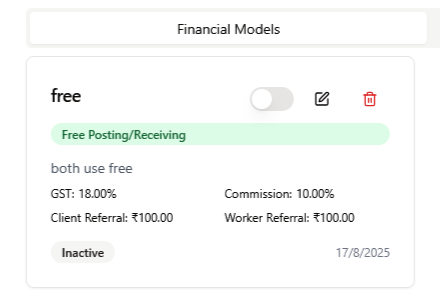 Financial Models
free
Free Posting/Receiving
both use free
GST: 18.00% Commission: 10.00%
Client Referral: ₹100.00 Worker Referral: ₹100.00
Inactive 17/8/2025